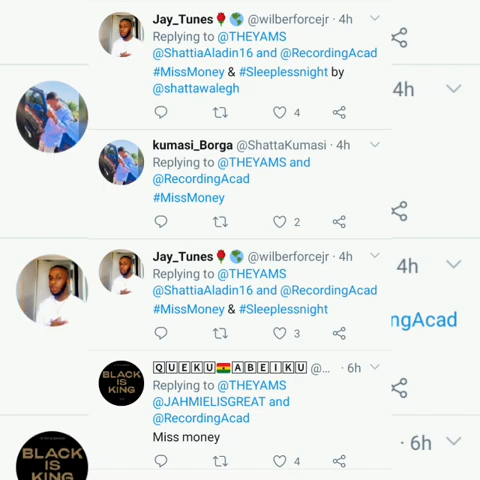 Jay_Tunes🌹🌎 @wilberforcejr · 4h
Replying to @THEYAMS
@ShattiaAladin16 and @RecordingAcad
#MissMoney & #Sleeplessnight by
@shattawalegh
4
4h
kumasi_Borga @ShattaKumasi · 4h
Replying to @THEYAMS and
@RecordingAcad
#MissMoney
2
Jay_Tunes🌹🌎 @wilberforcejr · 4h
Replying to @THEYAMS
@ShattiaAladin16 and @RecordingAcad
#MissMoney & #Sleeplessnight
3
4h
ngAcad
🅀🅄🄴🄺🅄🇬🇭🄰🄱🄴🄸🄺🅄 @... · 6h
Replying to @THEYAMS
@JAHMIELISGREAT and
@RecordingAcad
Miss money
4
BLACK
IS
KING
· 6h
BLACK
IS
KING